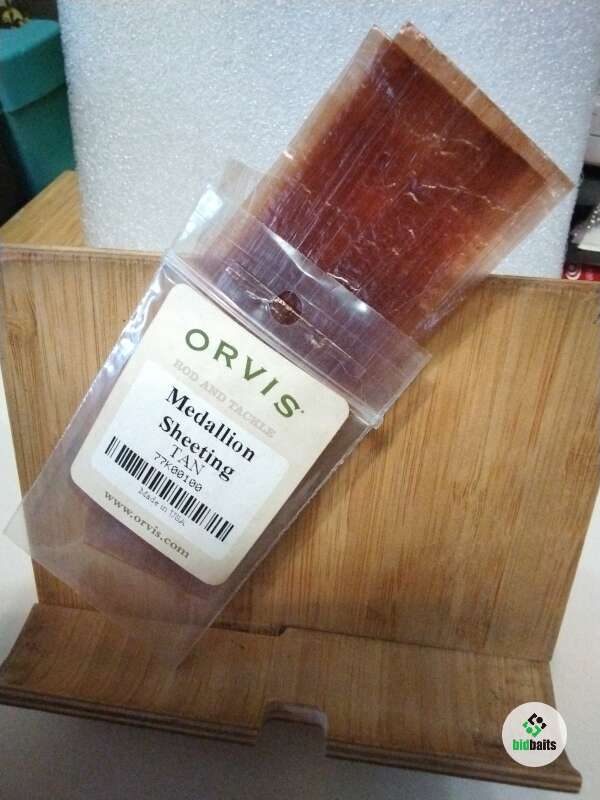 ORVIS
ROD AND TACKLE
Medallion
Sheeting
TAN
77K00100
Made in USA
www.orvis.com
bidbaits